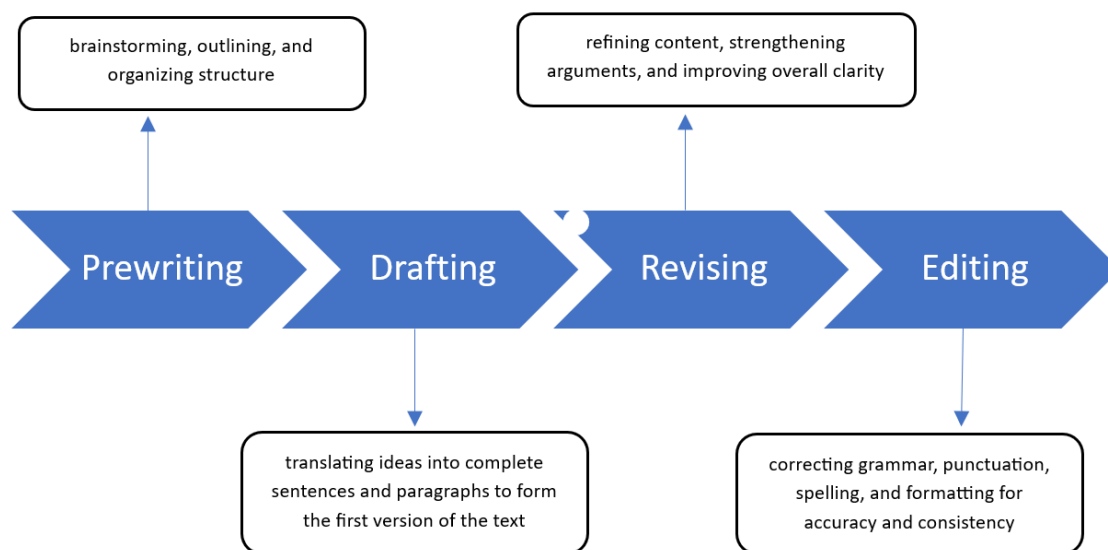 brainstorming, outlining, and
organizing structure
refining content, strengthening
arguments, and improving overall clarity
Prewriting
Drafting
Revising
Editing
translating ideas into complete
sentences and paragraphs to form
the first version of the text
correcting grammar, punctuation,
spelling, and formatting for
accuracy and consistency